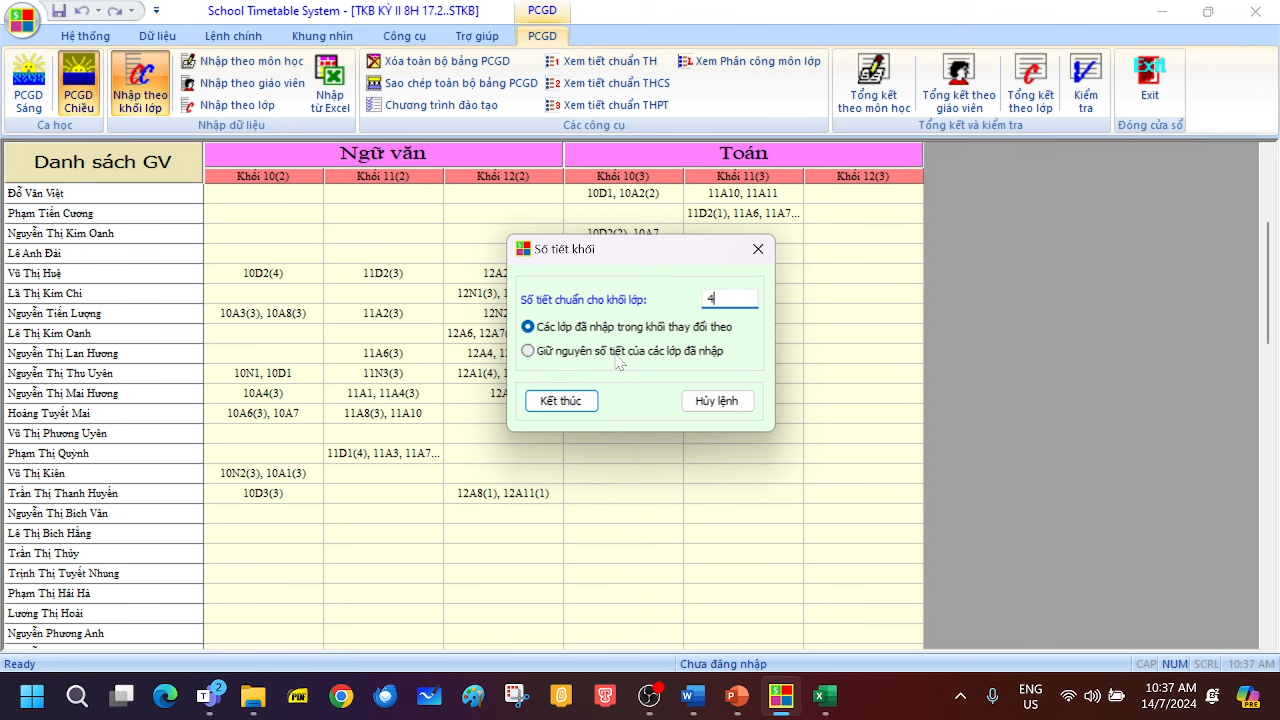 School Timetable System - [TKB KỲ II 8H 17.2..STKB]
PCGD
Hệ thống Dữ liệu Lệnh chính Khung nhìn Công cụ Trợ giúp PCGD
PCGD Sáng
PCGD Chiều
Ca học
Nhập theo khối lớp
Nhập theo môn học
Nhập theo giáo viên
Nhập theo lớp
Nhập từ Excel
Nhập dữ liệu
Xóa toàn bộ bảng PCGD
Sao chép toàn bộ bảng PCGD
Chương trình đào tạo
Xem tiết chuẩn TH
Xem tiết chuẩn THCS
Xem tiết chuẩn THPT
Xem Phân công môn lớp
Các công cụ
Tổng kết theo môn học
Tổng kết theo giáo viên
Tổng kết theo lớp
Kiểm tra
Tổng kết và kiểm tra
Exit
Đóng cửa sổ
Danh sách GV Ngữ văn Toán
Khối 10(2) Khối 11(2) Khối 12(2) Khối 10(3) Khối 11(3) Khối 12(3)
Đỗ Văn Việt 10D1, 10A2(2) 11A10, 11A11
Phạm Tiến Cương 11D2(1), 11A6, 11A7...
Nguyễn Thị Kim Oanh 10D2(2), 10A7
Lê Anh Đài
Vũ Thị Huệ 10D2(4) 11D2(3)
Lã Thị Kim Chi 12N1(3),
Nguyễn Tiến Lượng 10A3(3), 10A8(3) 11A2(3)
Lê Thị Kim Oanh 12A6,
Nguyễn Thị Lan Hương 11A6(3) 12A4,
Nguyễn Thị Thu Uyên 10N1, 10D1 11N3(3) 12A1(4),
Nguyễn Thị Mai Hương 10A4(3) 11A1, 11A4(3)
Hoàng Tuyết Mai 10A6(3), 10A7 11A8(3), 11A10
Vũ Thị Phương Uyên
Phạm Thị Quỳnh 11D1(4), 11A3, 11A7...
Vũ Thị Kiên 10N2(3), 10A1(3)
Trần Thị Thanh Huyền 10D3(3) 12A8(1), 12A11(1)
Nguyễn Thị Bích Vân
Lê Thị Bích Hằng
Trần Thị Thủy
Trịnh Thị Tuyết Nhung
Phạm Thị Hải Hà
Lương Thị Hoài
Nguyễn Phương Anh
Số tiết khối
Số tiết chuẩn cho khối lớp: 4
Các lớp đã nhập trong khối thay đổi theo
Giữ nguyên số tiết của các lớp đã nhập
Kết thúc Hủy lệnh
Ready Chưa đăng nhập CAP NUM SCRL 10:37 AM
ENG
US
10:37 AM
14/7/2024